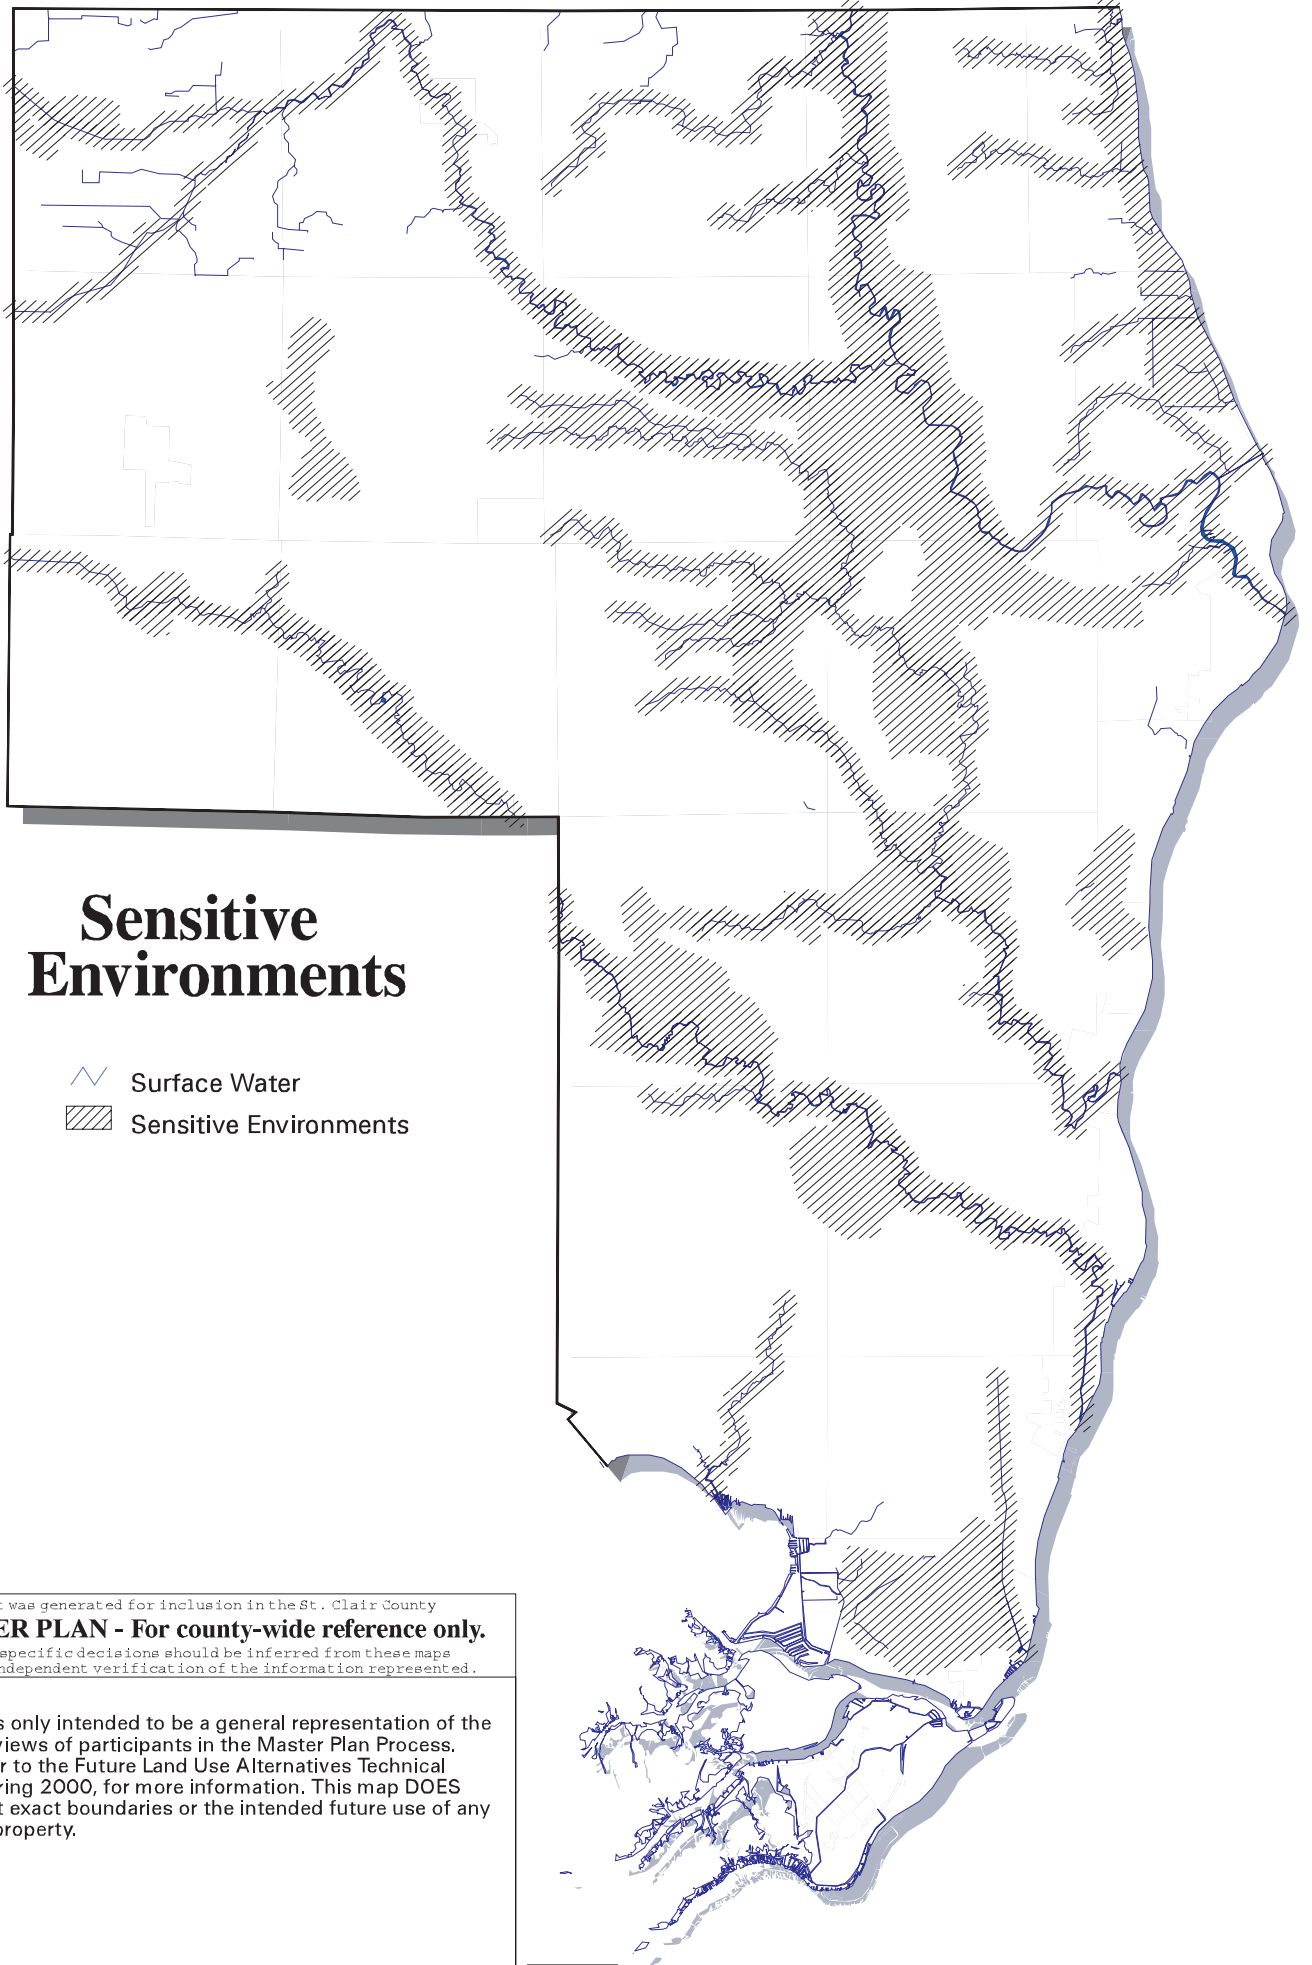 Sensitive
Environments
Surface Water
Sensitive Environments
was generated for inclusion in the St. Clair County
ER PLAN - For county-wide reference only.
specific decisions should be inferred from these maps
ndependent verification of the information represented.
s only intended to be a general representation of the
views of participants in the Master Plan Process.
r to the Future Land Use Alternatives Technical
ring 2000, for more information. This map DOES
t exact boundaries or the intended future use of any
property.